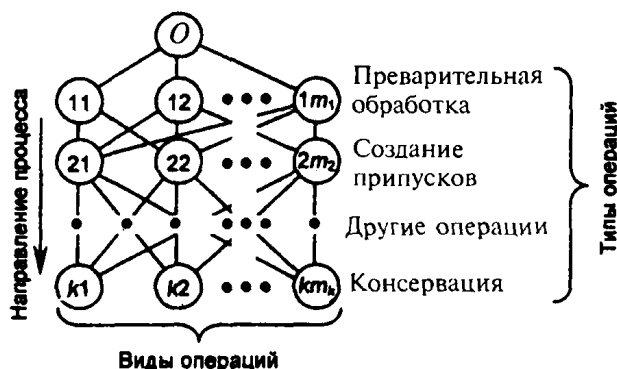 O
11 12 ••• 1m₁ Преварительная
обработка
21 22 ••• 2m₂ Создание
припусков
Другие операции
k1 k2 ••• kmₖ Консервация
Направление процесса
Типы операций
Виды операций